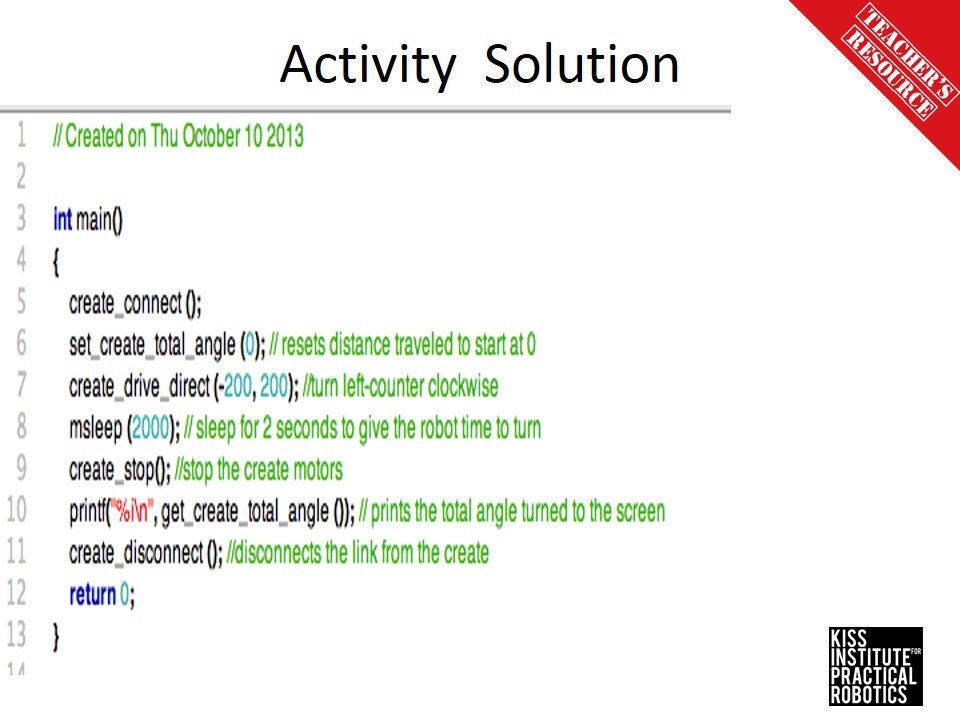 Activity Solution
TEACHER'S
RESOURCE
1 // Created on Thu October 10 2013
2
3 int main()
4 {
5 create_connect ();
6 set_create_total_angle (0); // resets distance traveled to start at 0
7 create_drive_direct (-200, 200); //turn left-counter clockwise
8 msleep (2000); // sleep for 2 seconds to give the robot time to turn
9 create_stop(); //stop the create motors
10 printf("%i\n", get_create_total_angle ()); // prints the total angle turned to the screen
11 create_disconnect (); //disconnects the link from the create
12 return 0;
13 }
14
KISS
INSTITUTE FOR
PRACTICAL
ROBOTICS